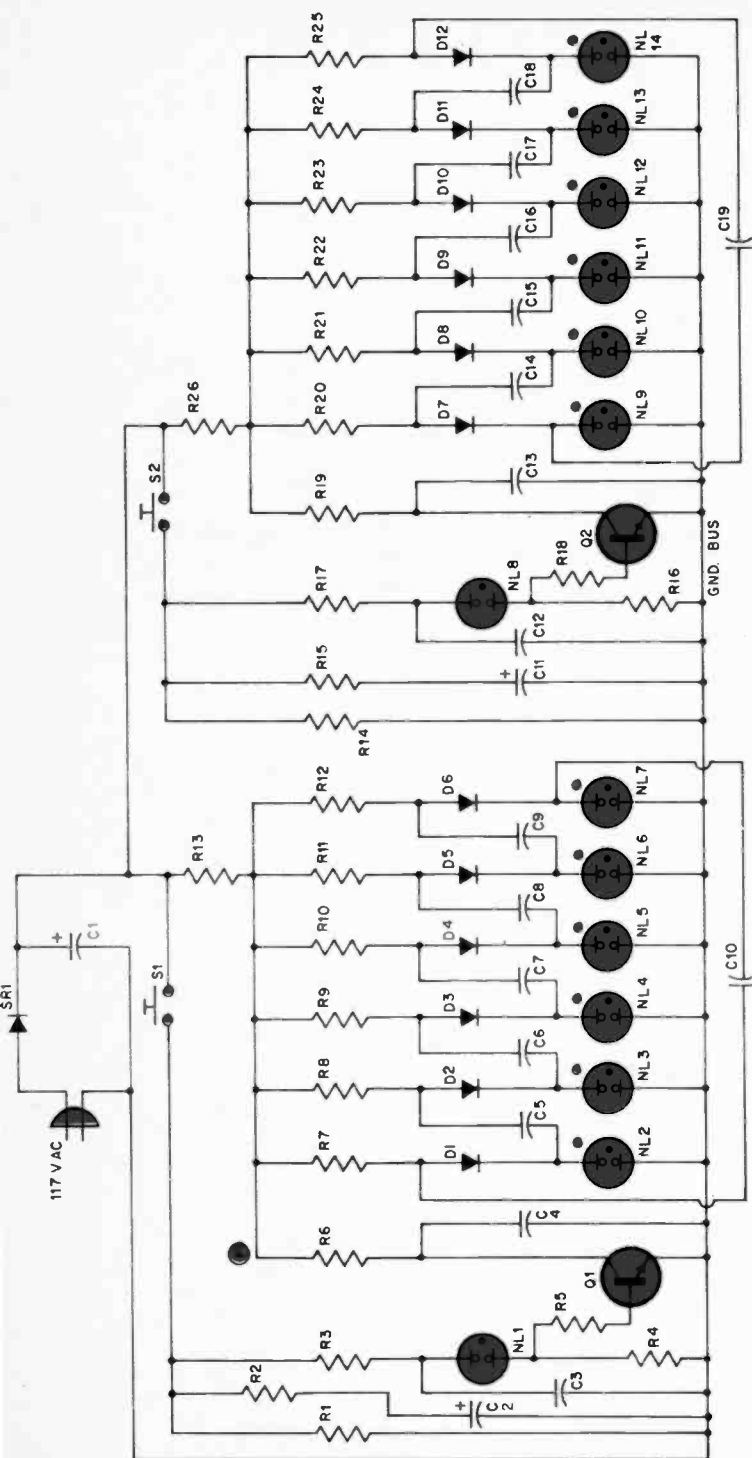 117 VAC
SR1
+
C1
S1
S2
R13
R26
R1
R2
R3
R6
R7
R8
R9
R10
R11
R12
R14
R15
R17
R19
R20
R21
R22
R23
R24
R25
+
C2
C3
NL1
R4
R5
Q1
C4
D1
D2
D3
D4
D5
D6
C5
C6
C7
C8
C9
NL2
NL3
NL4
NL5
NL6
NL7
C10
+
C11
C12
NL8
R16
R18
Q2
GND. BUS
C13
D7
D8
D9
D10
D11
D12
C14
C15
C16
C17
C18
NL9
NL10
NL11
NL12
NL13
NL
14
C19